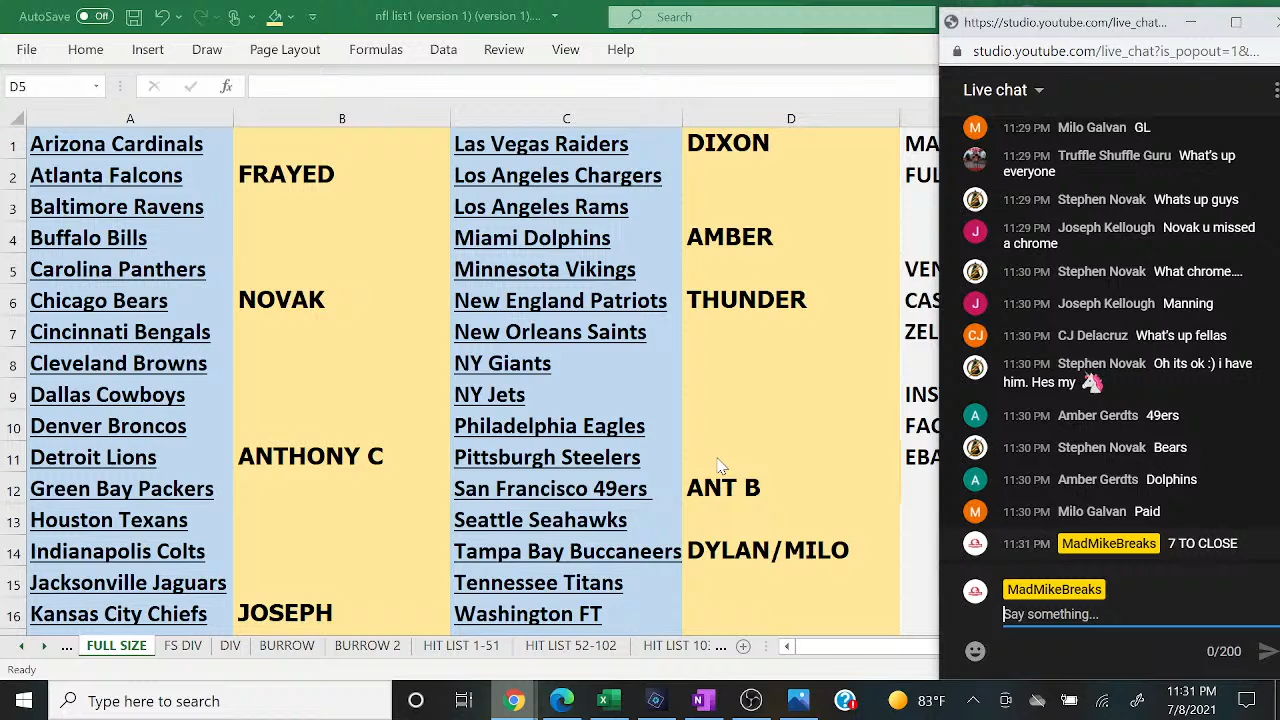 AutoSave Off
nfl list1 (version 1) (version 1)....
Search
File Home Insert Draw Page Layout Formulas Data Review View Help
D5
fx
A B C D
1 Arizona Cardinals Las Vegas Raiders DIXON MA
2 Atlanta Falcons FRAYED Los Angeles Chargers FUL
3 Baltimore Ravens Los Angeles Rams
4 Buffalo Bills Miami Dolphins AMBER
5 Carolina Panthers Minnesota Vikings VEN
6 Chicago Bears NOVAK New England Patriots THUNDER CAS
7 Cincinnati Bengals New Orleans Saints ZEL
8 Cleveland Browns NY Giants
9 Dallas Cowboys NY Jets INS
10 Denver Broncos Philadelphia Eagles FAC
11 Detroit Lions ANTHONY C Pittsburgh Steelers EBA
12 Green Bay Packers San Francisco 49ers ANT B
13 Houston Texans Seattle Seahawks
14 Indianapolis Colts Tampa Bay Buccaneers DYLAN/MILO
15 Jacksonville Jaguars Tennessee Titans
16 Kansas City Chiefs JOSEPH Washington FT
... FULL SIZE FS DIV DIV BURROW BURROW 2 HIT LIST 1-51 HIT LIST 52-102 HIT LIST 10: ...
Ready
https://studio.youtube.com/live_chat...
studio.youtube.com/live_chat?is_popout=1&...
Live chat
M 11:29 PM Milo Galvan GL
11:29 PM Truffle Shuffle Guru What's up
everyone
11:29 PM Stephen Novak Whats up guys
J 11:29 PM Joseph Kellough Novak u missed
a chrome
11:30 PM Stephen Novak What chrome....
J 11:30 PM Joseph Kellough Manning
CJ 11:30 PM CJ Delacruz What's up fellas
11:30 PM Stephen Novak Oh its ok :) i have
him. Hes my
A 11:30 PM Amber Gerdts 49ers
11:30 PM Stephen Novak Bears
A 11:30 PM Amber Gerdts Dolphins
M 11:30 PM Milo Galvan Paid
11:31 PM MadMikeBreaks 7 TO CLOSE
MadMikeBreaks
Say something...
0/200
Type here to search
83°F
11:31 PM
7/8/2021